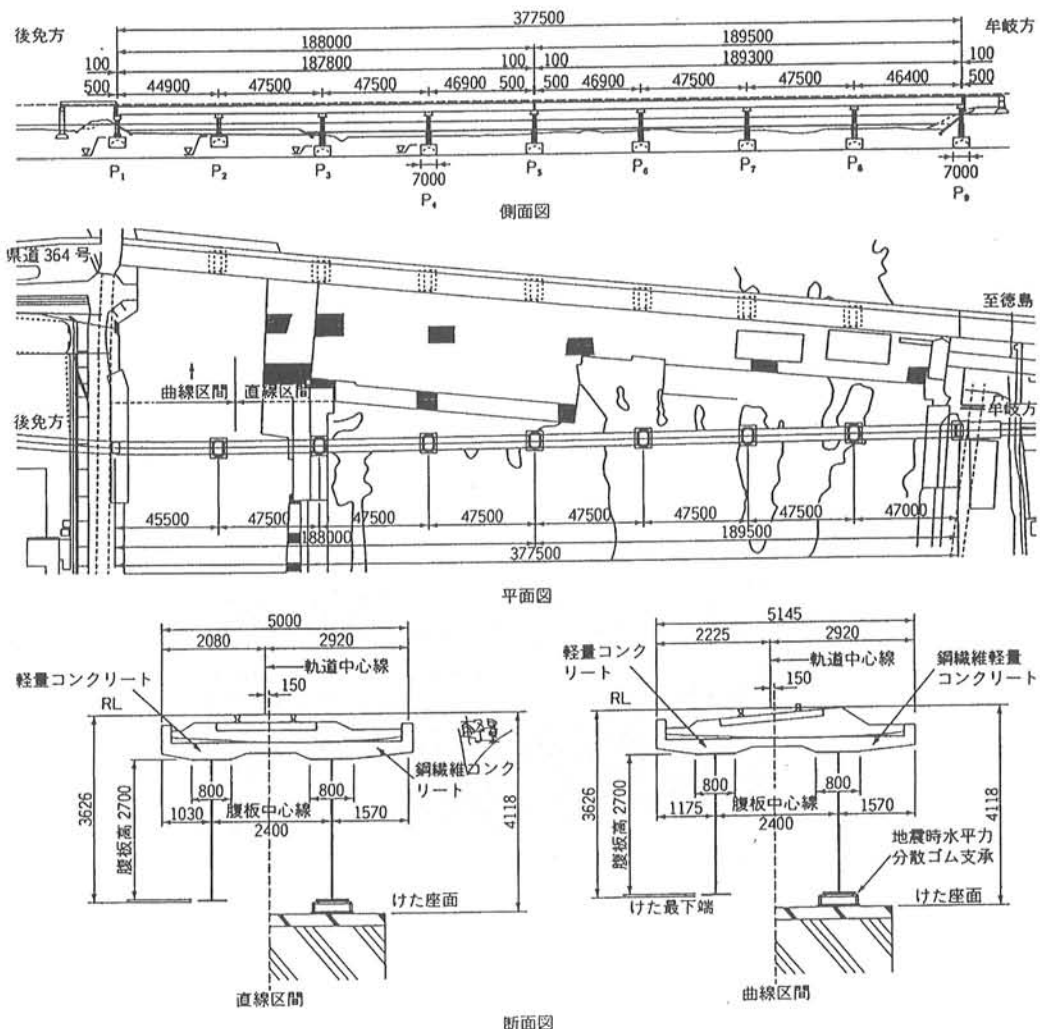 377500
後免方
牟岐方
188000
189500
100
187800
100
100
189300
100
500
44900
47500
47500
46900
500
500
46900
47500
47500
46400
500
P1
P2
P3
P4
P5
P6
P7
P8
P9
7000
7000
側面図
県道364号
至徳島
曲線区間
直線区間
後免方
牟岐方
45500
47500
47500
47500
47500
47500
47500
47000
188000
189500
377500
平面図
5000
2080
2920
軌道中心線
150
軽量コンクリート
RL
軽量
鋼繊維コンクリート
800
800
腹板中心線
1030
1570
2400
3626
腹板高2700
4118
けた座面
直線区間
5145
2225
2920
軌道中心線
150
軽量コンクリート
鋼繊維軽量コンクリート
RL
800
800
腹板中心線
1175
1570
2400
3626
腹板高2700
4118
地震時水平力
分散ゴム支承
けた最下端
けた座面
曲線区間
断面図